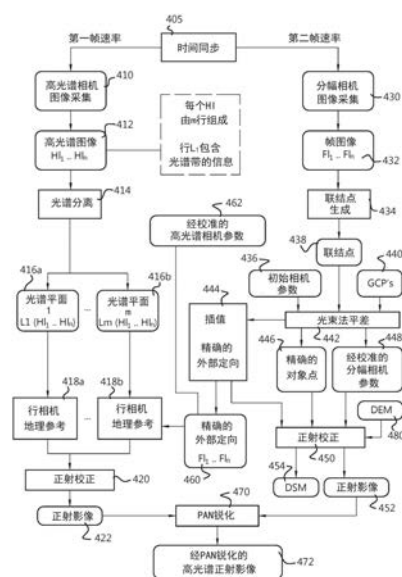 405
第一帧速率
时间同步
第二帧速率
410
高光谱相机
图像采集
分幅相机
图像采集
430
412
高光谱图像
HI₁ .. HIₙ
每个HI
由m行组成
行L₁包含
光谱带的信息
帧图像
FI₁ .. FIₙ
432
光谱分离
414
462
经校准的
高光谱相机参数
联结点
生成
434
438
联结点
440
436
初始相机
参数
GCP's
416a
416b
光谱平面
1
L1 (HI₁ .. HIₙ)
...
光谱平面
m
Lm (HI₁ .. HIₙ)
444
插值
精确的
外部定向
光束法平差
442
446
448
精确的
对象点
经校准的
分幅相机
参数
418a
418b
行相机
地理参考
...
行相机
地理参考
精确的
外部定向
FI₁ .. FIₙ
460
DEM
480
正射校正
450
正射校正
420
454
DSM
正射影像
452
470
正射影像
422
PAN锐化
经PAN锐化的
高光谱正射影像
472